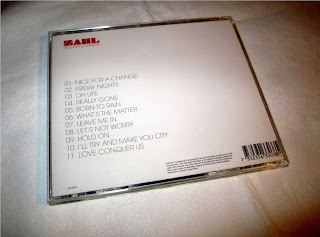 ZAHL
01. NICE FOR A CHANGE
02. FRIDAY NIGHTS
03. OH LIFE
04. REALLY GONE
05. BORN TO RAIN
06. WHAT'S THE MATTER
07. LEAVE ME IN
08. LET'S NOT WORRY
09. HOLD ON
10. I'LL TRY AND MAKE YOU CRY
11. LOVE CONQUER US